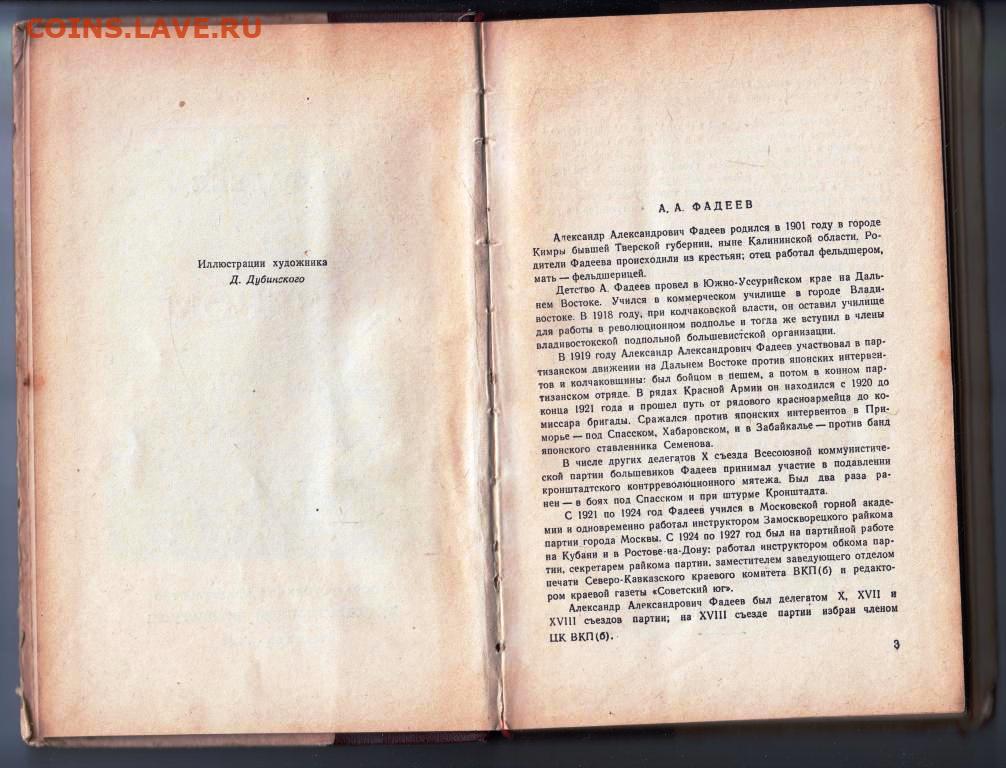 COINS.LAVE.RU
Иллюстрации художника
Д. Дубинского
А. А. ФАДЕЕВ
Александр Александрович Фадеев родился в 1901 году в городе
Кимры бывшей Тверской губернии, ныне Калининской области. Ро-
дители Фадеева происходили из крестьян; отец работал фельдшером,
мать — фельдшерицей.
Детство А. Фадеев провел в Южно-Уссурийском крае на Даль-
нем Востоке. Учился в коммерческом училище в городе Влади-
востоке. В 1918 году, при колчаковской власти, он оставил училище
для работы в революционном подполье и тогда же вступил в члены
владивостокской подпольной большевистской организации.
В 1919 году Александр Александрович Фадеев участвовал в пар-
тизанском движении на Дальнем Востоке против японских интервен-
тов и колчаковщины: был бойцом в пешем, а потом в конном пар-
тизанском отряде. В рядах Красной Армии он находился с 1920 до
конца 1921 года и прошел путь от рядового красноармейца до ко-
миссара бригады. Сражался против японских интервентов в При-
морье — под Спасском, Хабаровском, и в Забайкалье — против банд
японского ставленника Семенова.
В числе других делегатов X съезда Всесоюзной коммунистиче-
ской партии большевиков Фадеев принимал участие в подавлении
кронштадтского контрреволюционного мятежа. Был два раза ра-
нен — в боях под Спасском и при штурме Кронштадта.
С 1921 по 1924 год Фадеев учился в Московской горной акаде-
мии и одновременно работал инструктором Замоскворецкого райкома
партии города Москвы. С 1924 по 1927 год был на партийной работе
на Кубани и в Ростове-на-Дону: работал инструктором обкома пар-
тии, секретарем райкома партии, заместителем заведующего отделом
печати Северо-Кавказского краевого комитета ВКП(б) и редакто-
ром краевой газеты «Советский юг».
Александр Александрович Фадеев был делегатом X, XVII и
XVIII съездов партии; на XVIII съезде партии избран членом
ЦК ВКП(б).
3